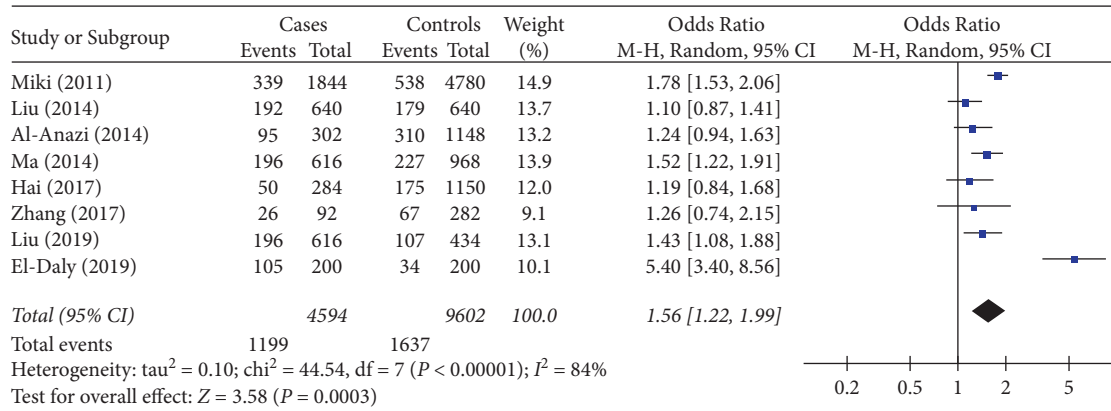 Study or Subgroup Cases Controls Weight Odds Ratio Odds Ratio
Events Total Events Total (%) M-H, Random, 95% CI M-H, Random, 95% CI
Miki (2011) 339 1844 538 4780 14.9 1.78 [1.53, 2.06]
Liu (2014) 192 640 179 640 13.7 1.10 [0.87, 1.41]
Al-Anazi (2014) 95 302 310 1148 13.2 1.24 [0.94, 1.63]
Ma (2014) 196 616 227 968 13.9 1.52 [1.22, 1.91]
Hai (2017) 50 284 175 1150 12.0 1.19 [0.84, 1.68]
Zhang (2017) 26 92 67 282 9.1 1.26 [0.74, 2.15]
Liu (2019) 196 616 107 434 13.1 1.43 [1.08, 1.88]
El-Daly (2019) 105 200 34 200 10.1 5.40 [3.40, 8.56]
Total (95% CI) 4594 9602 100.0 1.56 [1.22, 1.99]
Total events 1199 1637
Heterogeneity: tau² = 0.10; chi² = 44.54, df = 7 (P < 0.00001); I² = 84%
Test for overall effect: Z = 3.58 (P = 0.0003)
0.2 0.5 1 2 5